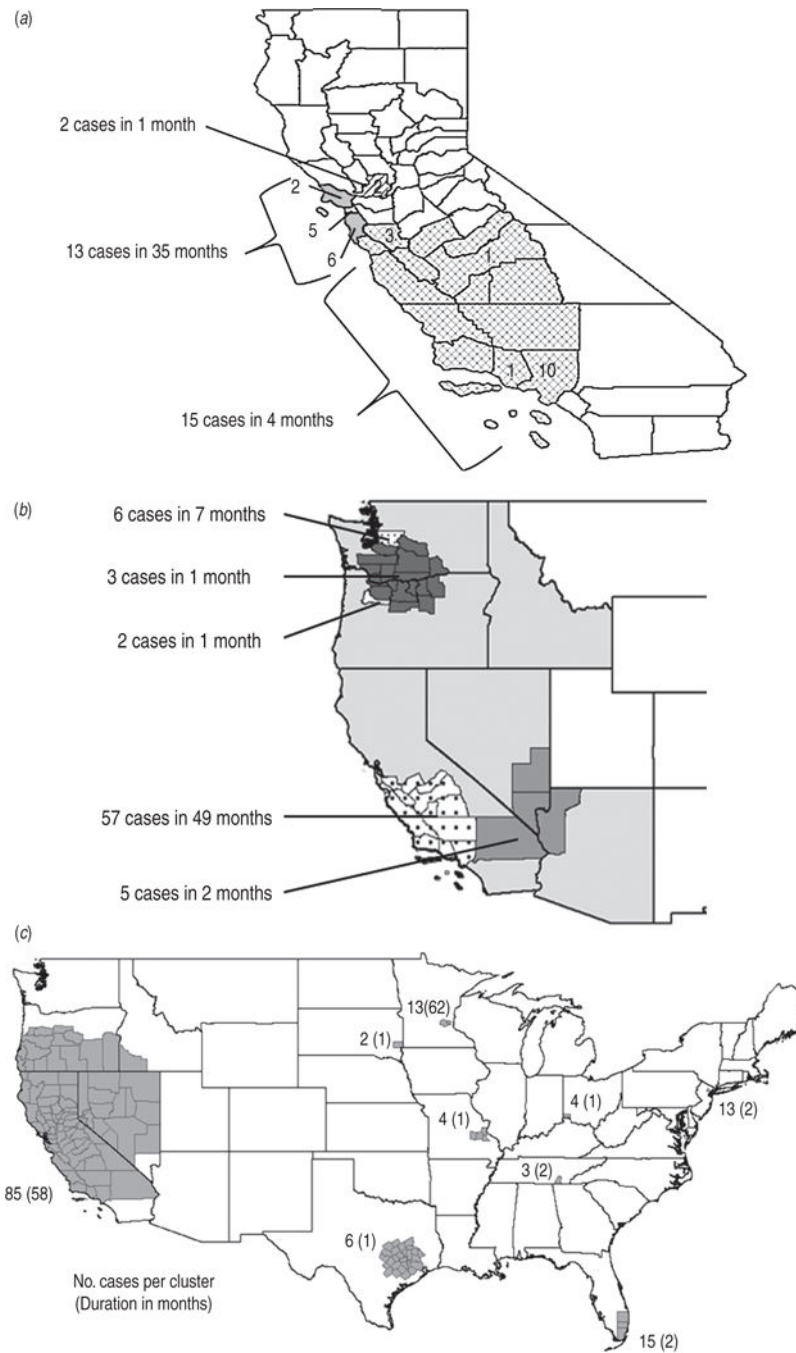 (a)
2 cases in 1 month
2
2
5
3
13 cases in 35 months
6
1
1
10
15 cases in 4 months
(b)
6 cases in 7 months
3 cases in 1 month
2 cases in 1 month
57 cases in 49 months
5 cases in 2 months
(c)
13(62)
2 (1)
4 (1)
4 (1)
13 (2)
3 (2)
85 (58)
6 (1)
No. cases per cluster
(Duration in months)
15 (2)